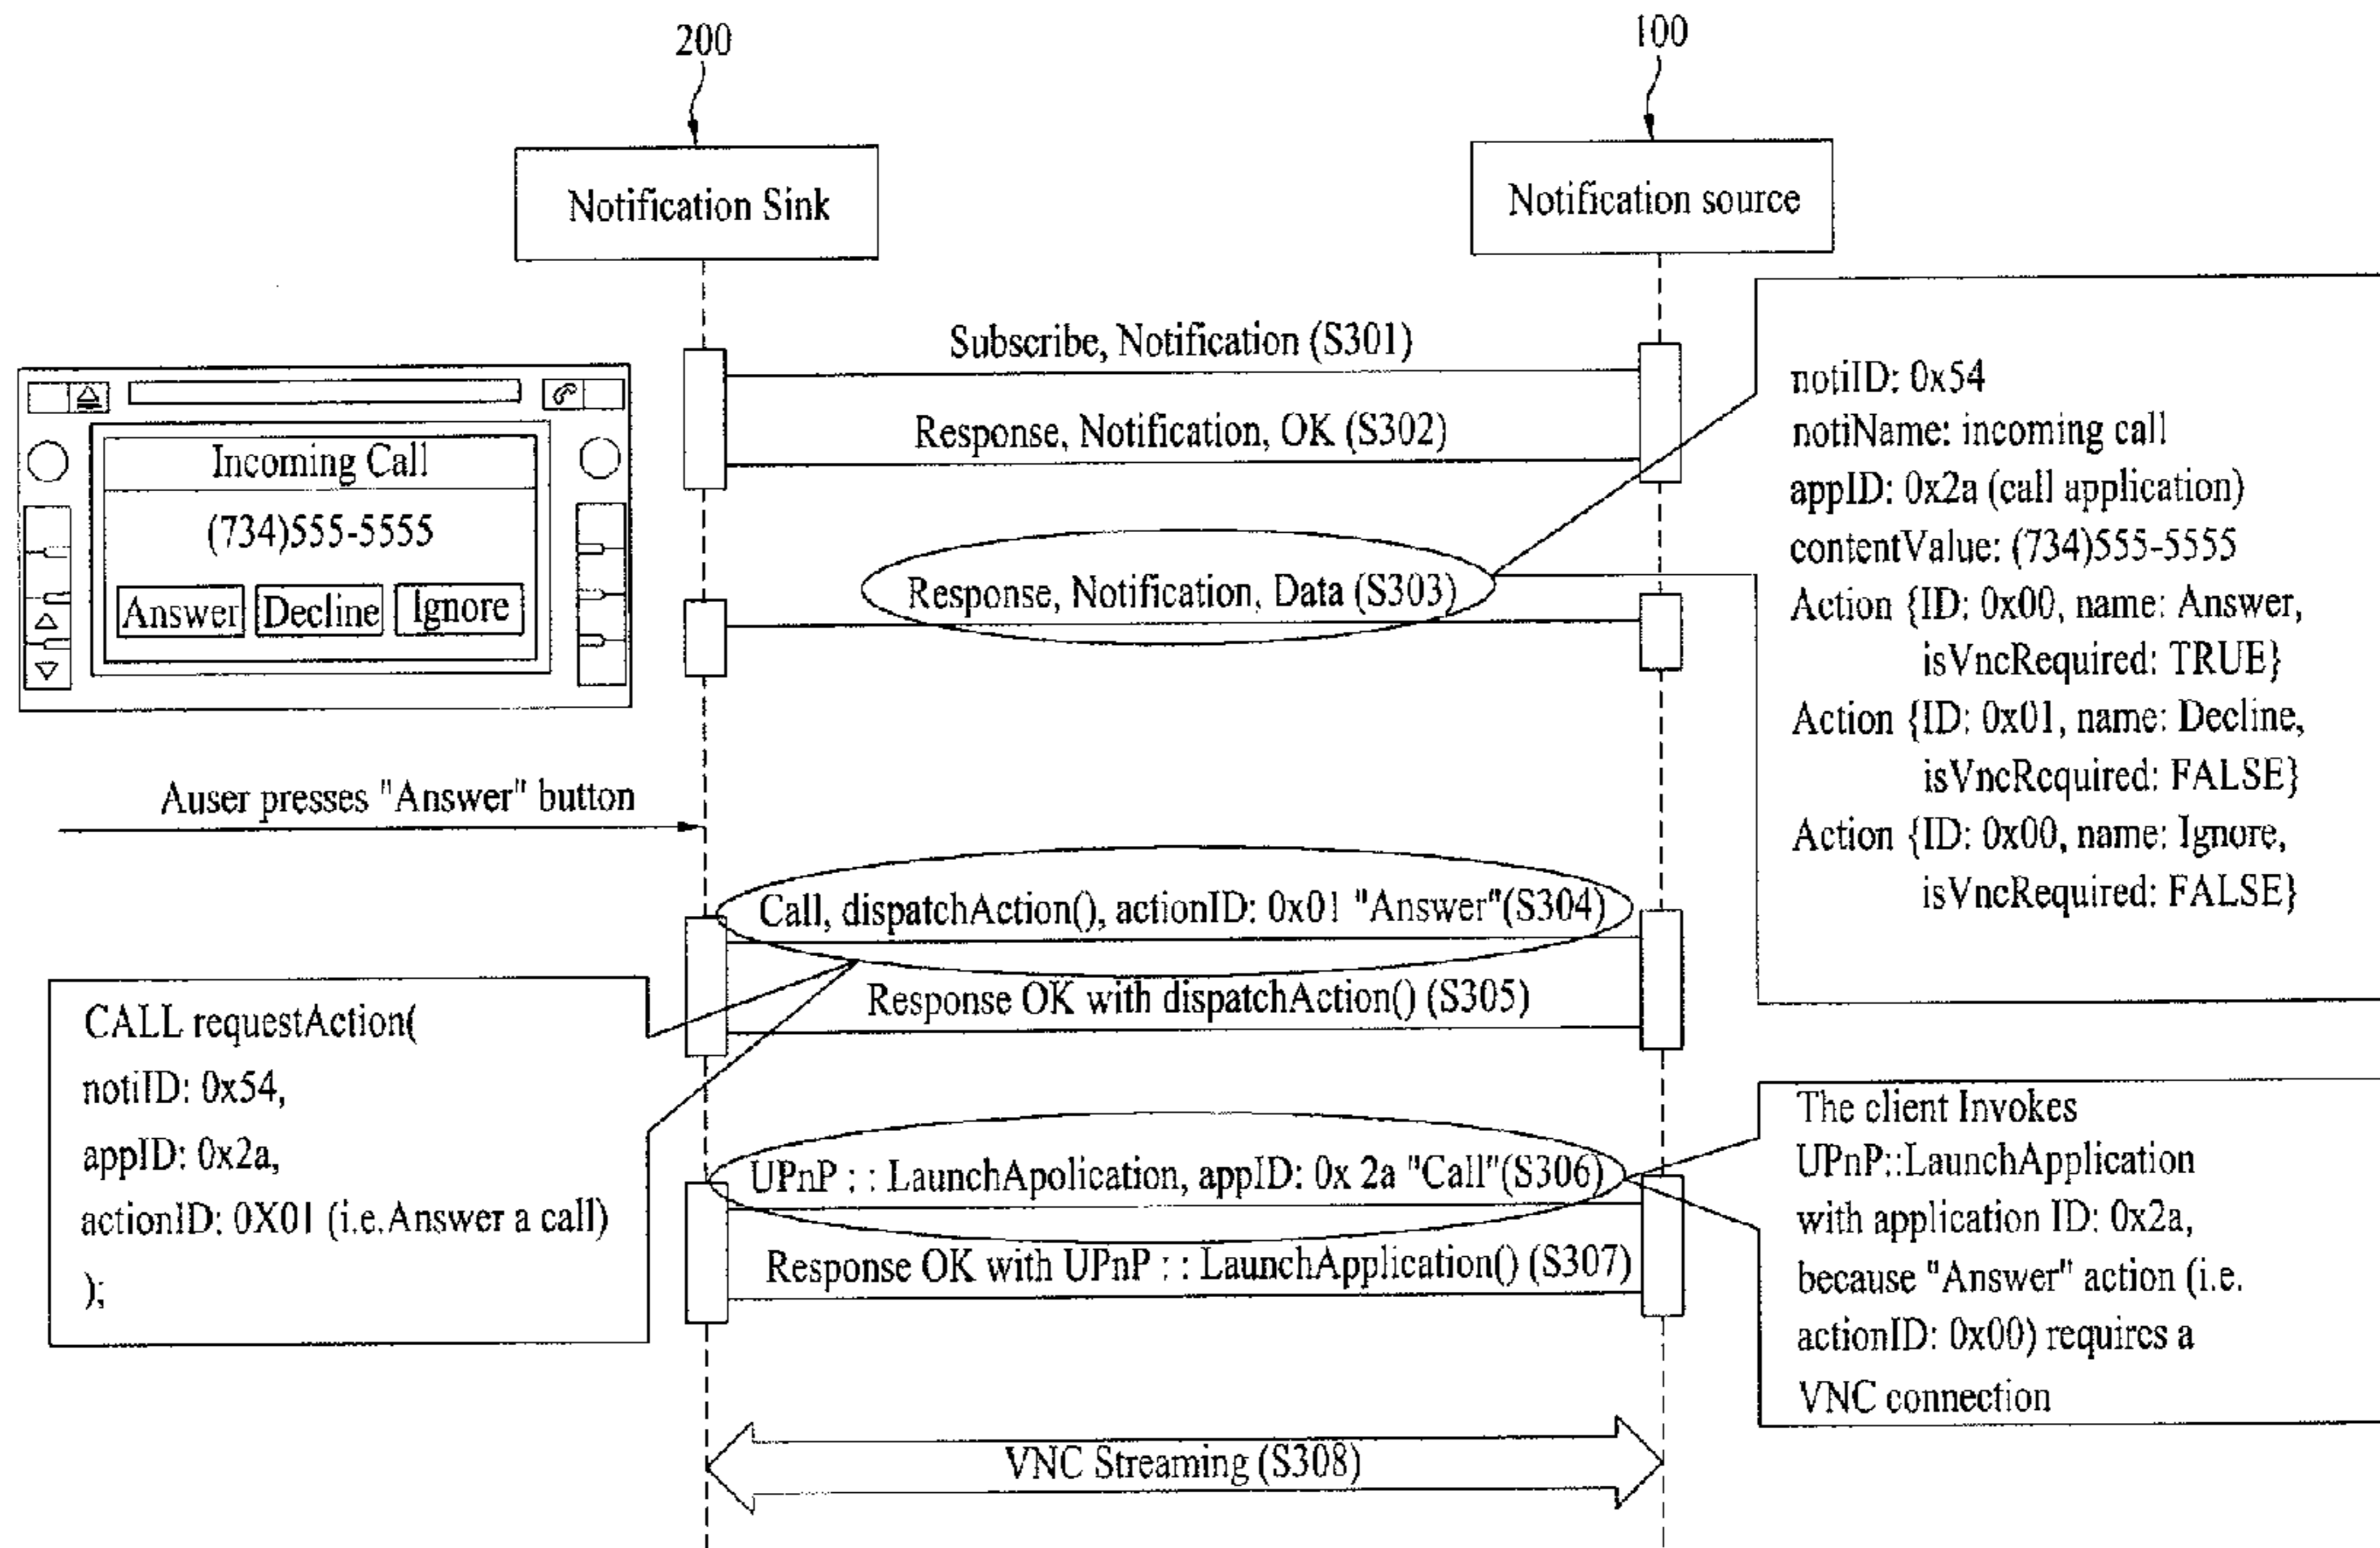 200
100
Notification Sink
Notification source
Subscribe, Notification (S301)
Response, Notification, OK (S302)
Incoming Call
(734)555-5555
Answer
Decline
Ignore
Response, Notification, Data (S303)
notiID: 0x54
notiName: incoming call
appID: 0x2a (call application)
contentValue: (734)555-5555
Action {ID: 0x00, name: Answer,
isVncRequired: TRUE}
Action {ID: 0x01, name: Decline,
isVncRequired: FALSE}
Action {ID: 0x00, name: Ignore,
isVncRequired: FALSE}
Auser presses "Answer" button
Call, dispatchAction(), actionID: 0x01 "Answer"(S304)
Response OK with dispatchAction() (S305)
CALL requestAction(
notiID: 0x54,
appID: 0x2a,
actionID: 0X01 (i.e.Answer a call)
);
UPnP : : LaunchApolication, appID: 0x 2a "Call"(S306)
Response OK with UPnP : : LaunchApplication() (S307)
The client Invokes
UPnP::LaunchApplication
with application ID: 0x2a,
because "Answer" action (i.e.
actionID: 0x00) requires a
VNC connection
VNC Streaming (S308)